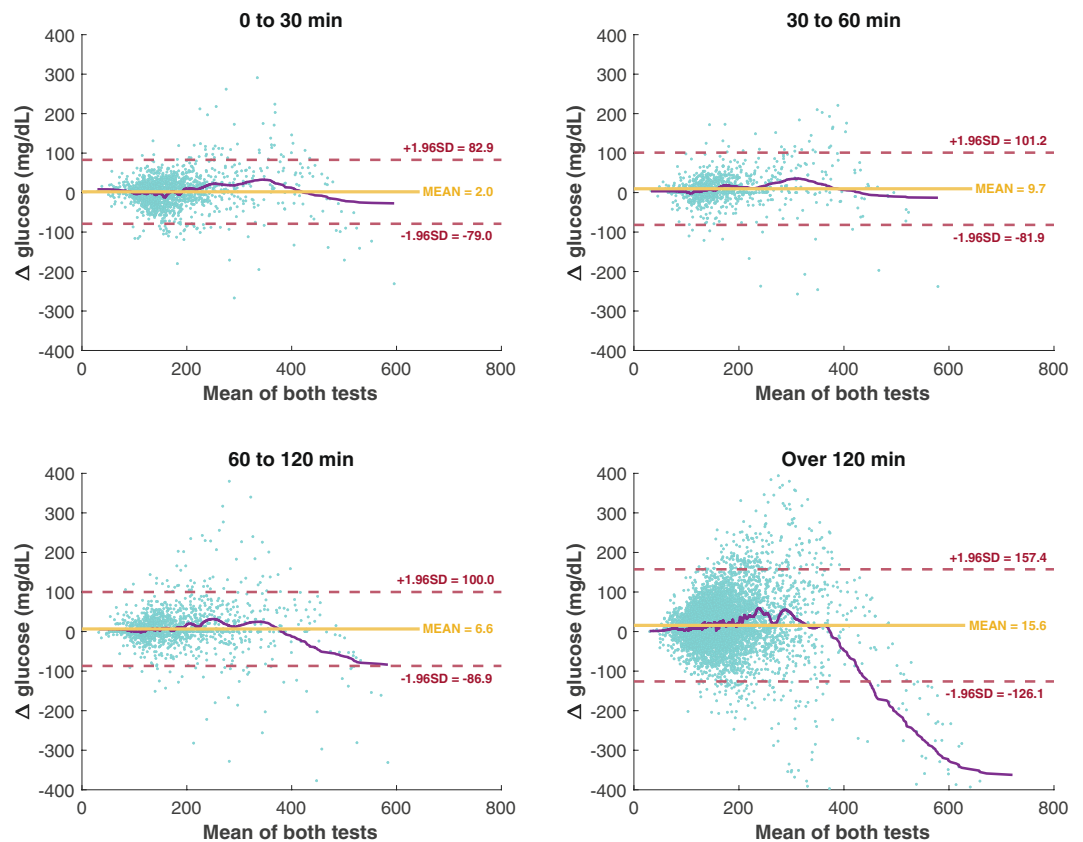 0 to 30 min
400
300
200
100
0
-100
-200
-300
-400
Δ glucose (mg/dL)
+1.96SD = 82.9
MEAN = 2.0
-1.96SD = -79.0
0 200 400 600 800
Mean of both tests
30 to 60 min
400
300
200
100
0
-100
-200
-300
-400
Δ glucose (mg/dL)
+1.96SD = 101.2
MEAN = 9.7
-1.96SD = -81.9
0 200 400 600 800
Mean of both tests
60 to 120 min
400
300
200
100
0
-100
-200
-300
-400
Δ glucose (mg/dL)
+1.96SD = 100.0
MEAN = 6.6
-1.96SD = -86.9
0 200 400 600 800
Mean of both tests
Over 120 min
400
300
200
100
0
-100
-200
-300
-400
Δ glucose (mg/dL)
+1.96SD = 157.4
MEAN = 15.6
-1.96SD = -126.1
0 200 400 600 800
Mean of both tests